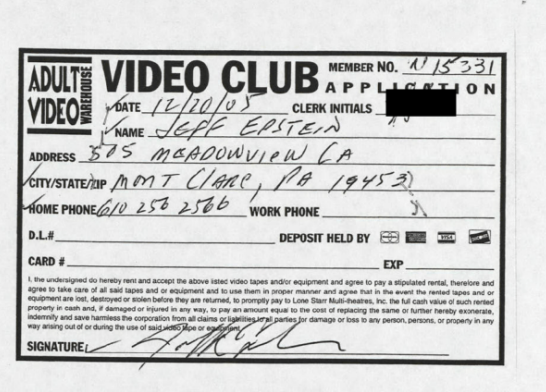 ADULT VIDEO WAREHOUSE VIDEO CLUB MEMBER NO. N 15331
APPLICATION
DATE 12/20/05 CLERK INITIALS
NAME JEFF EPSTEIN
ADDRESS 505 MEADOWVIEW LA
CITY/STATE/ZIP MONT CLARE, PA 19453
HOME PHONE 610 256 2566 WORK PHONE
D.L.# DEPOSIT HELD BY VISA
CARD # EXP
I, the undersigned do hereby rent and accept the above listed video tapes and/or equipment and agree to pay a stipulated rental, therefore and
agree to take care of all said tapes and or equipment and to use them in proper manner and agree that in the event the rented tapes and or
equipment are lost, destroyed or stolen before they are returned, to promptly pay to Lone Starr Multi-theatres, Inc. the full cash value of such rented
property in cash and, if damaged or injured in any way, to pay an amount equal to the cost of replacing the same or further hereby exonerate,
indemnify and save harmless the corporation from all claims or liabilities to all parties for damage or loss to any person, persons, or property in any
way arising out of or during the use of said video tape or equipment.
SIGNATURE